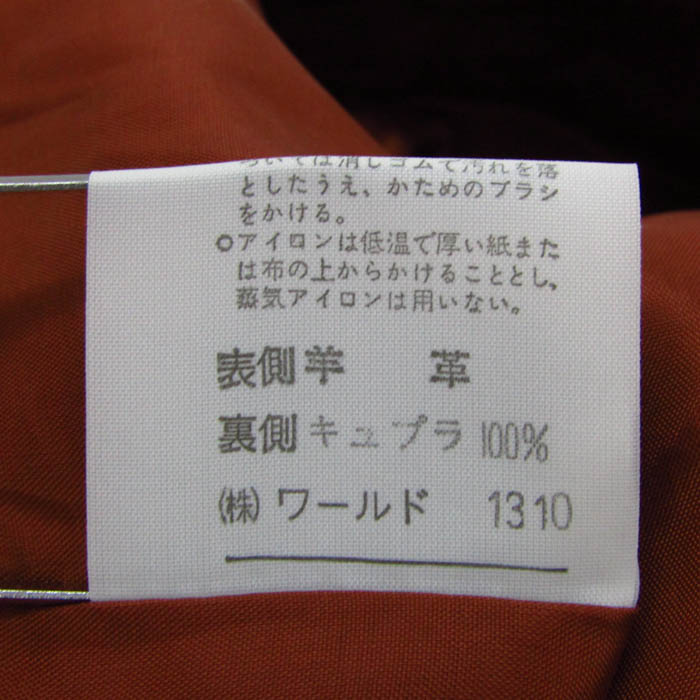 ついては消しゴムで汚れを落
としたうえ、かためのブラシ
をかける。
○アイロンは低温で厚い紙また
は布の上からかけることとし、
蒸気アイロンは用いない。
表側羊 革
裏側キュプラ 100%
(株)ワールド 1310